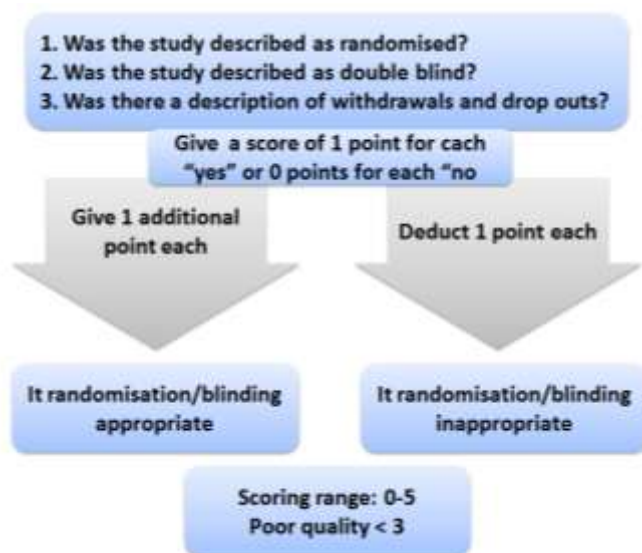 1. Was the study described as randomised?
2. Was the study described as double blind?
3. Was there a description of withdrawals and drop outs?
Give a score of 1 point for cach
"yes" or 0 points for each "no
Give 1 additional
point each
Deduct 1 point each
It randomisation/blinding
appropriate
It randomisation/blinding
inappropriate
Scoring range: 0-5
Poor quality < 3